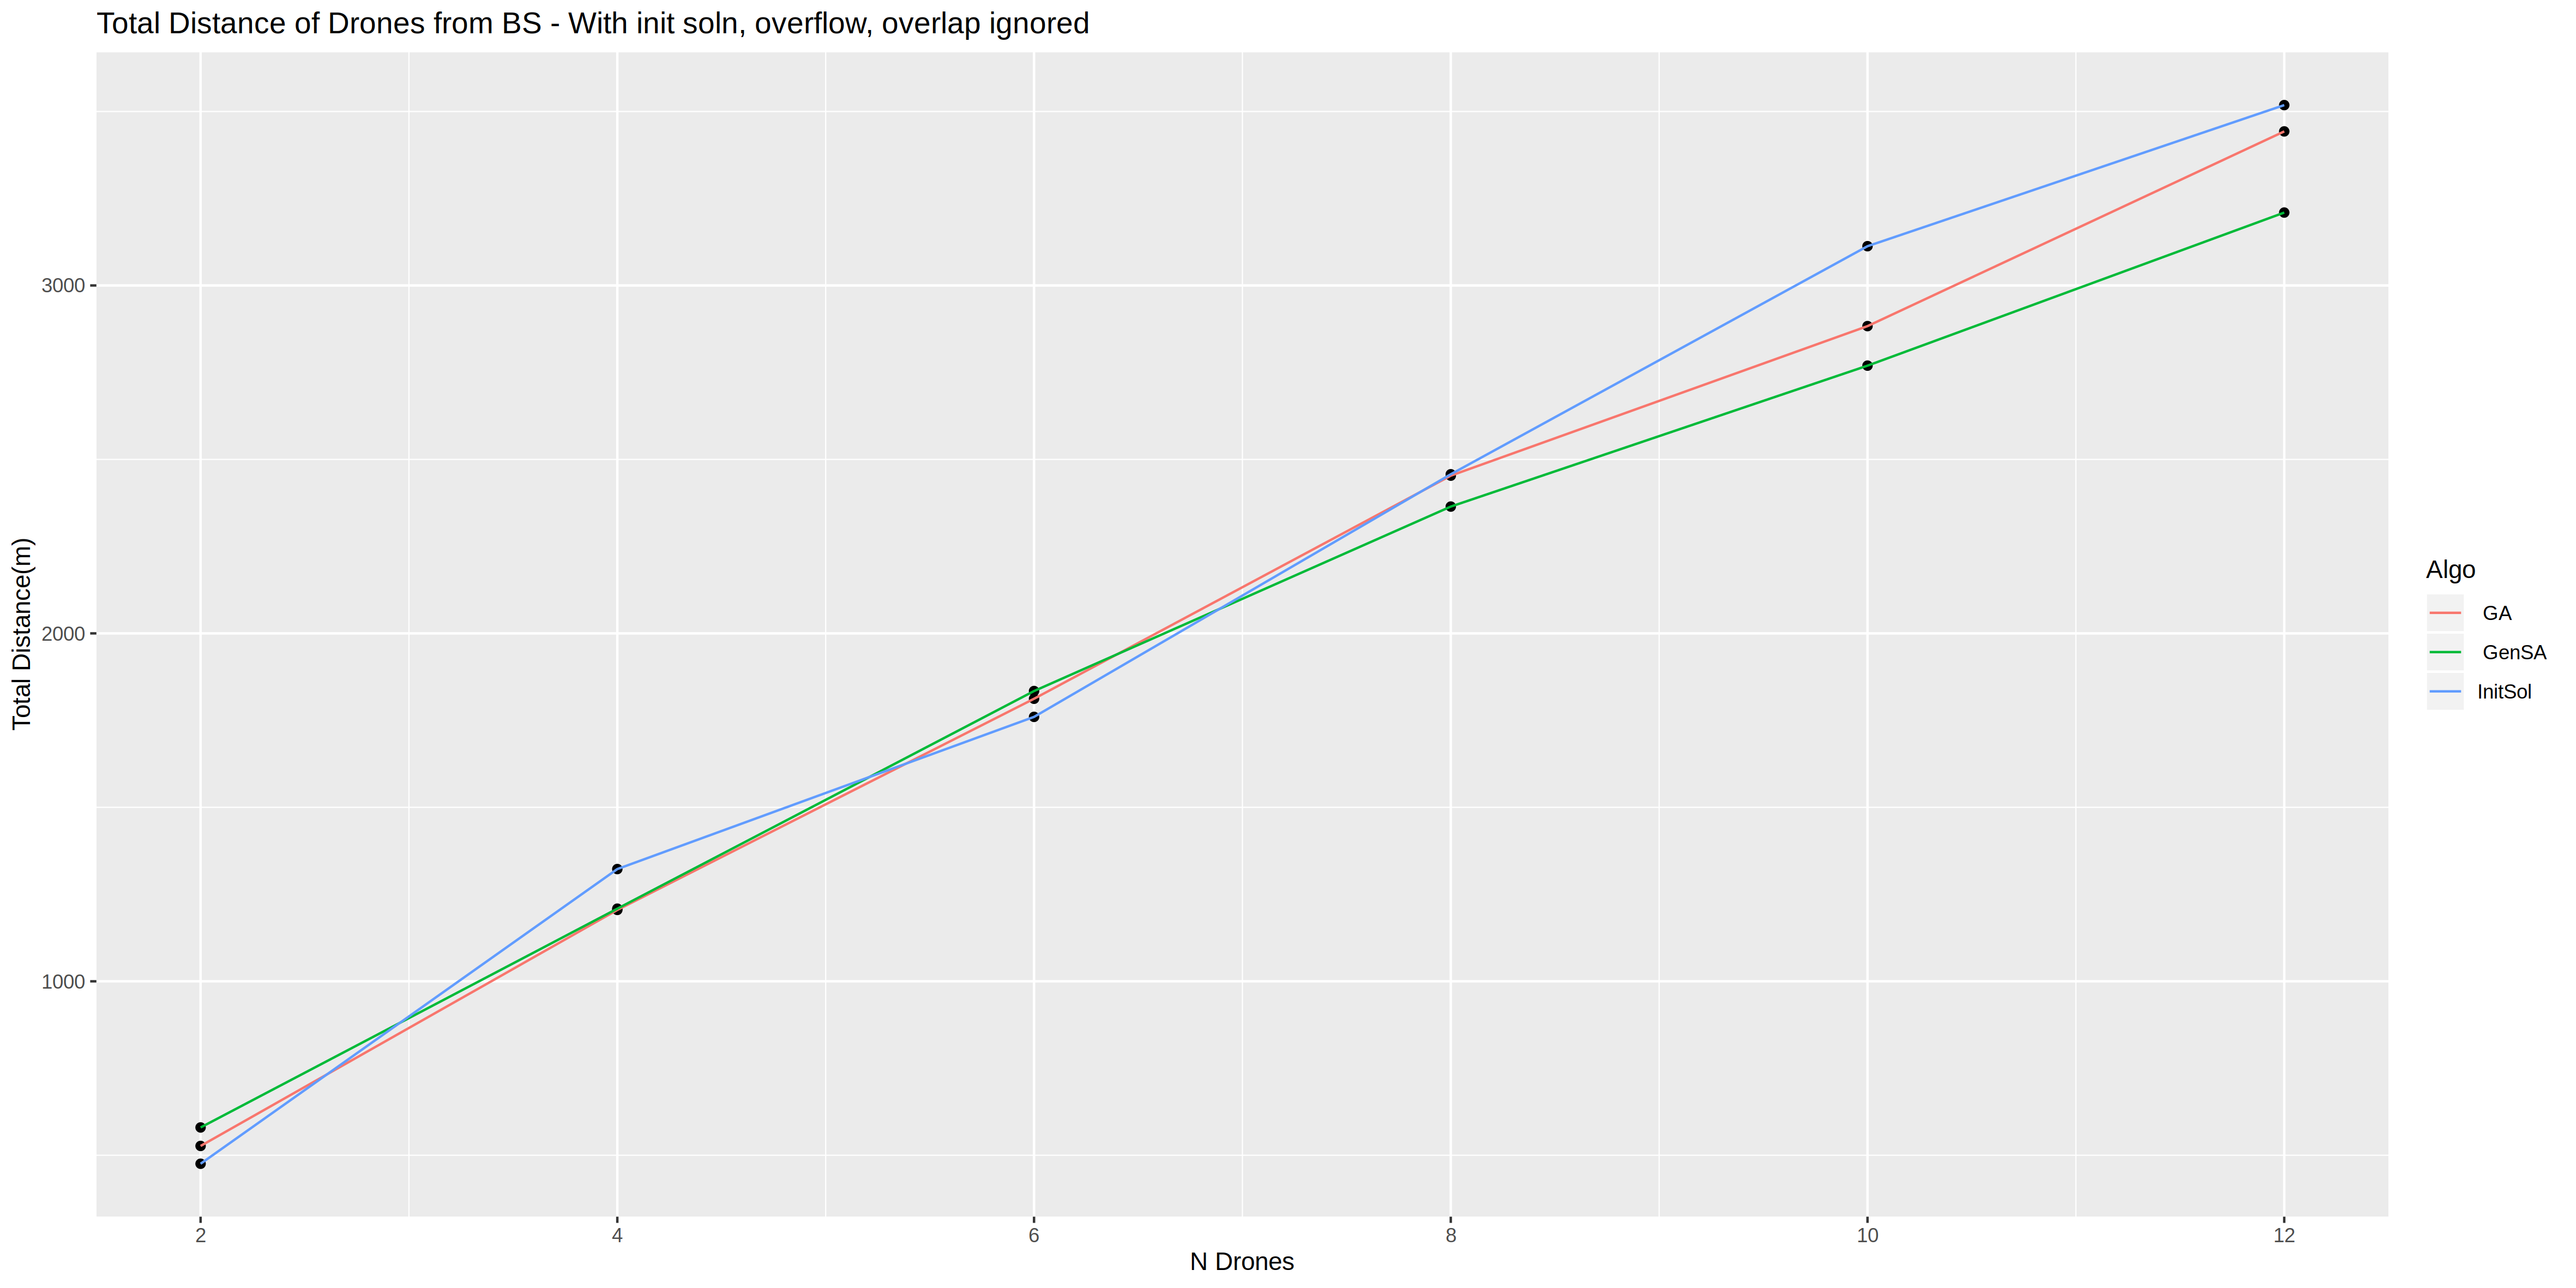 Total Distance of Drones from BS - With init soln, overflow, overlap ignored
Total Distance(m)
3000
2000
1000
2 4 6 8 10 12
N Drones
Algo
GA
GenSA
InitSol